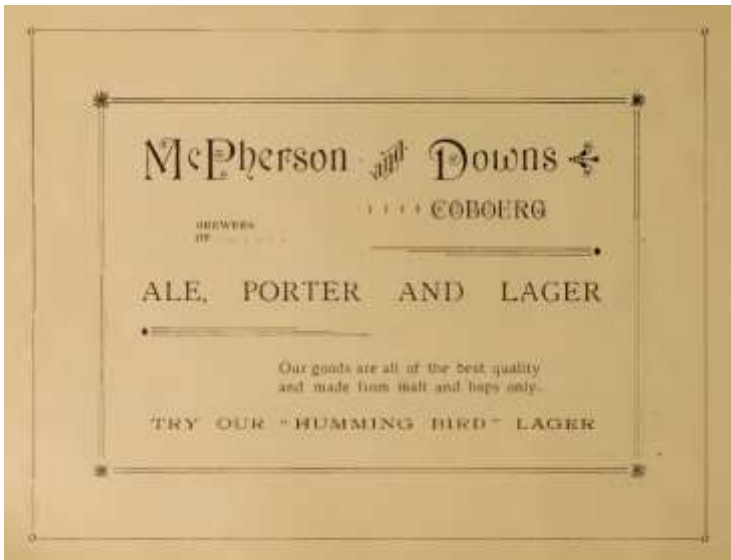 McPherson and Downs
COBOERG
BREWERS
OF
ALE, PORTER AND LAGER
Our goods are all of the best quality
and made from malt and hops only.
TRY OUR "HUMMING BIRD" LAGER